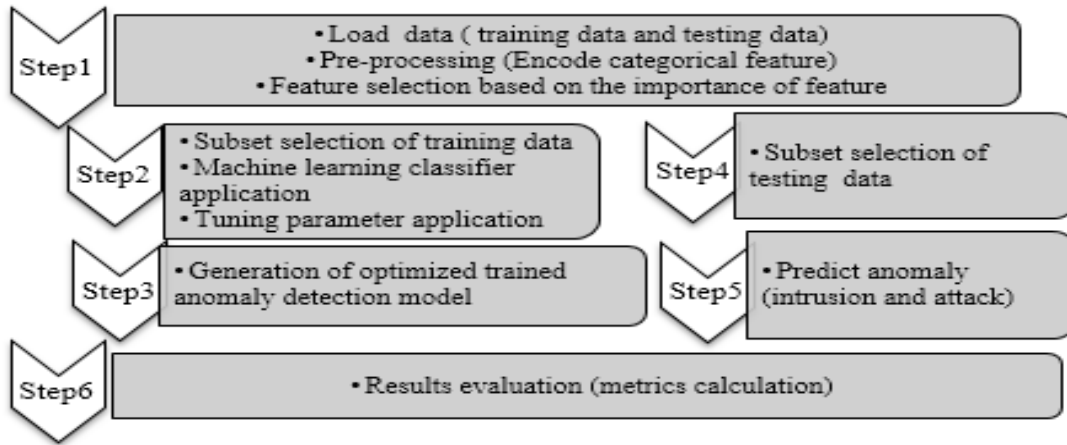 Step1
• Load data ( training data and testing data)
• Pre-processing (Encode categorical feature)
• Feature selection based on the importance of feature
Step2
• Subset selection of training data
• Machine learning classifier
application
• Tuning parameter application
Step3
• Generation of optimized trained
anomaly detection model
Step4
• Subset selection of
testing data
Step5
• Predict anomaly
(intrusion and attack)
Step6
• Results evaluation (metrics calculation)